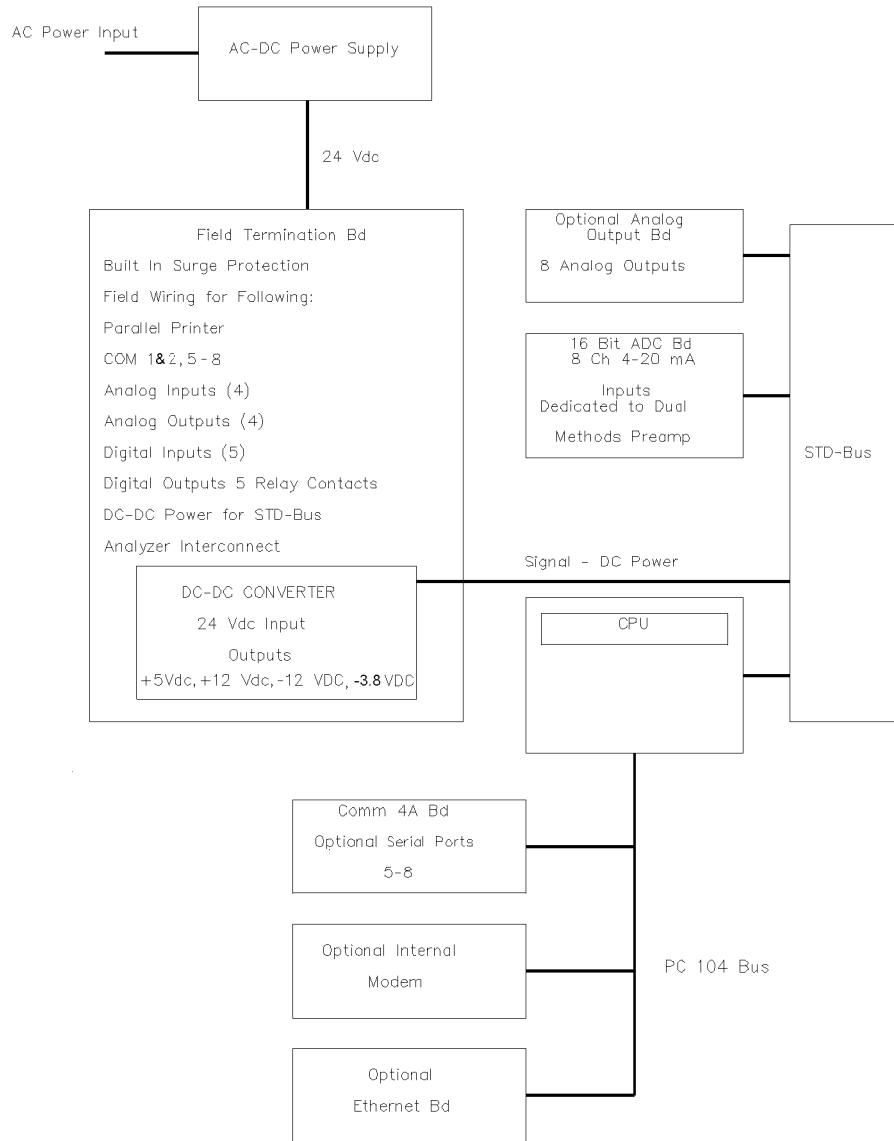 AC Power Input
AC-DC Power Supply
24 Vdc
Field Termination Bd
Built In Surge Protection
Field Wiring for Following:
Parallel Printer
COM 1&2, 5-8
Analog Inputs (4)
Analog Outputs (4)
Digital Inputs (5)
Digital Outputs 5 Relay Contacts
DC-DC Power for STD-Bus
Analyzer Interconnect
DC-DC CONVERTER
24 Vdc Input
Outputs
+5Vdc, +12 Vdc, -12 VDC, -3.8 VDC
Optional Analog
Output Bd
8 Analog Outputs
16 Bit ADC Bd
8 Ch 4-20 mA
Inputs
Dedicated to Dual
Methods Preamp
STD-Bus
Signal - DC Power
CPU
Comm 4A Bd
Optional Serial Ports
5-8
Optional Internal
Modem
PC 104 Bus
Optional
Ethernet Bd